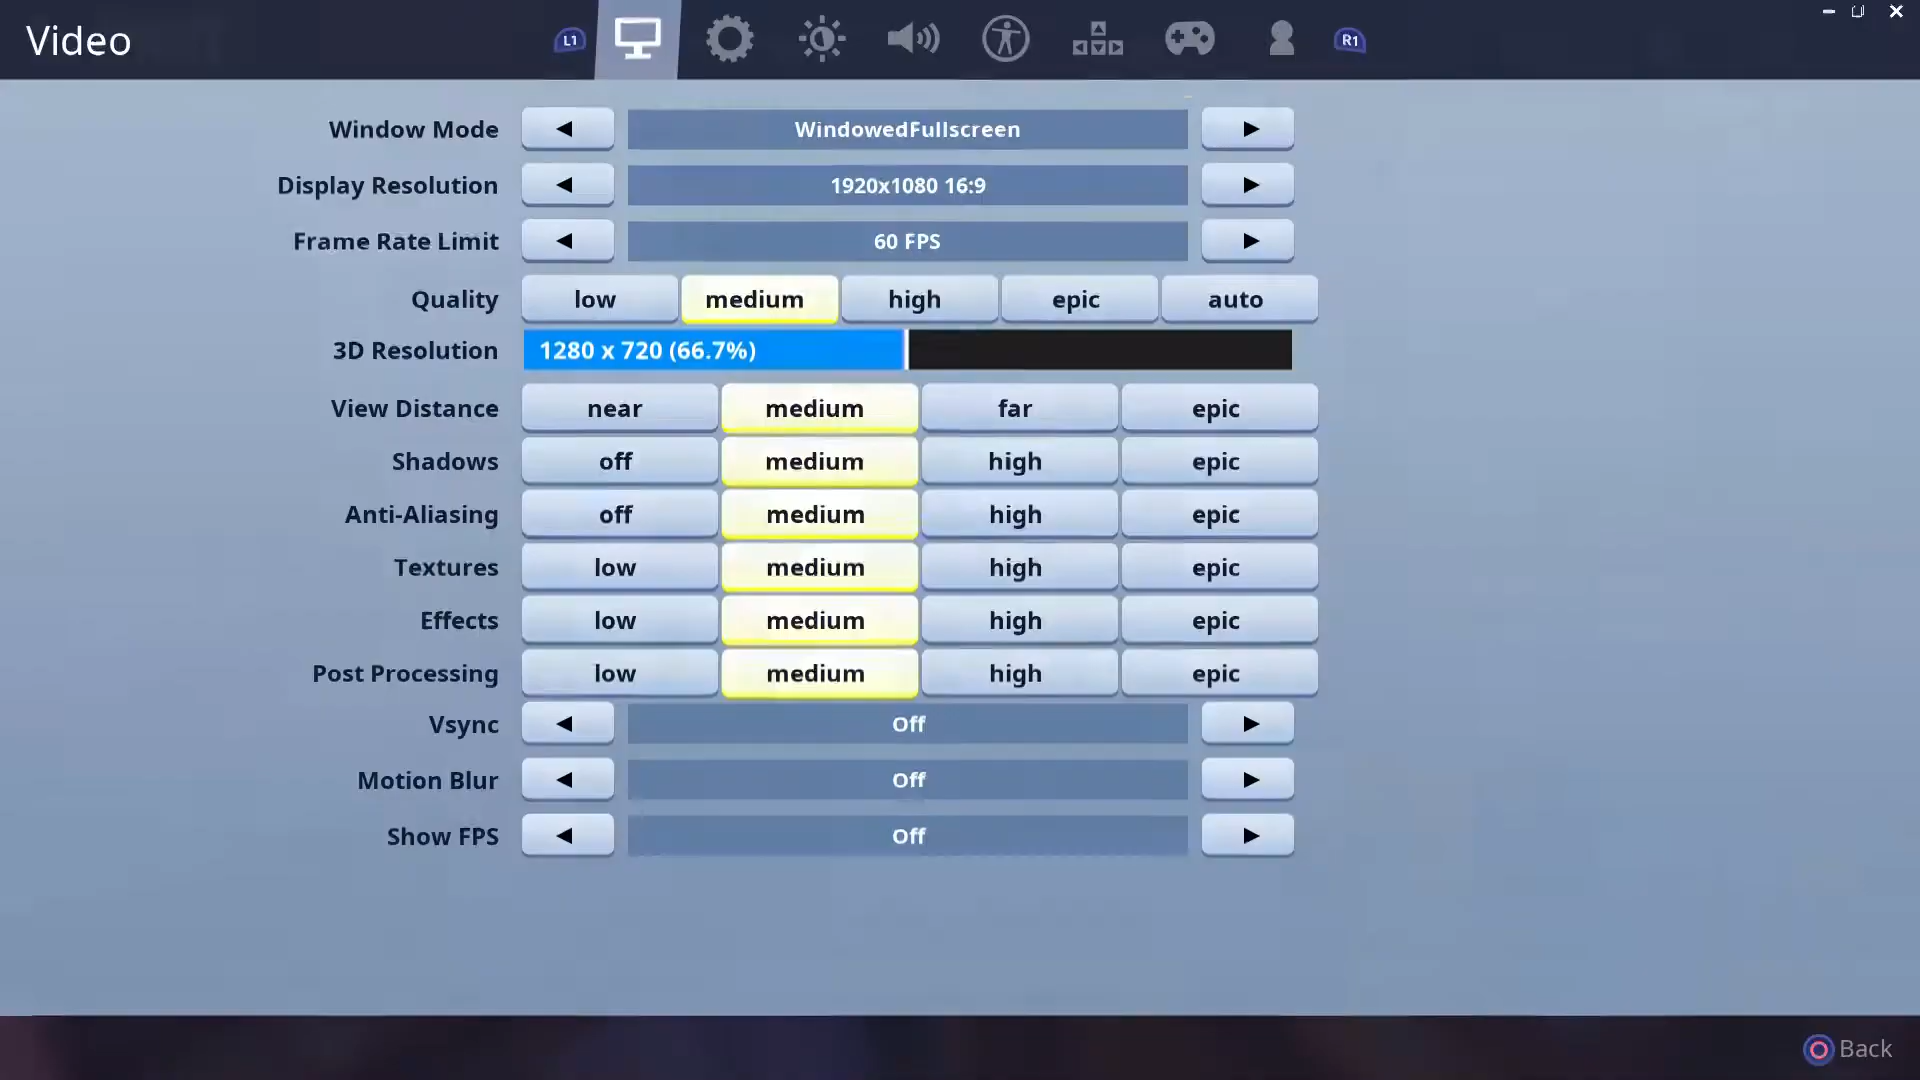 Video
L1
R1
Window Mode WindowedFullscreen
Display Resolution 1920x1080 16:9
Frame Rate Limit 60 FPS
Quality low medium high epic auto
3D Resolution 1280 x 720 (66.7%)
View Distance near medium far epic
Shadows off medium high epic
Anti-Aliasing off medium high epic
Textures low medium high epic
Effects low medium high epic
Post Processing low medium high epic
Vsync Off
Motion Blur Off
Show FPS Off
Back